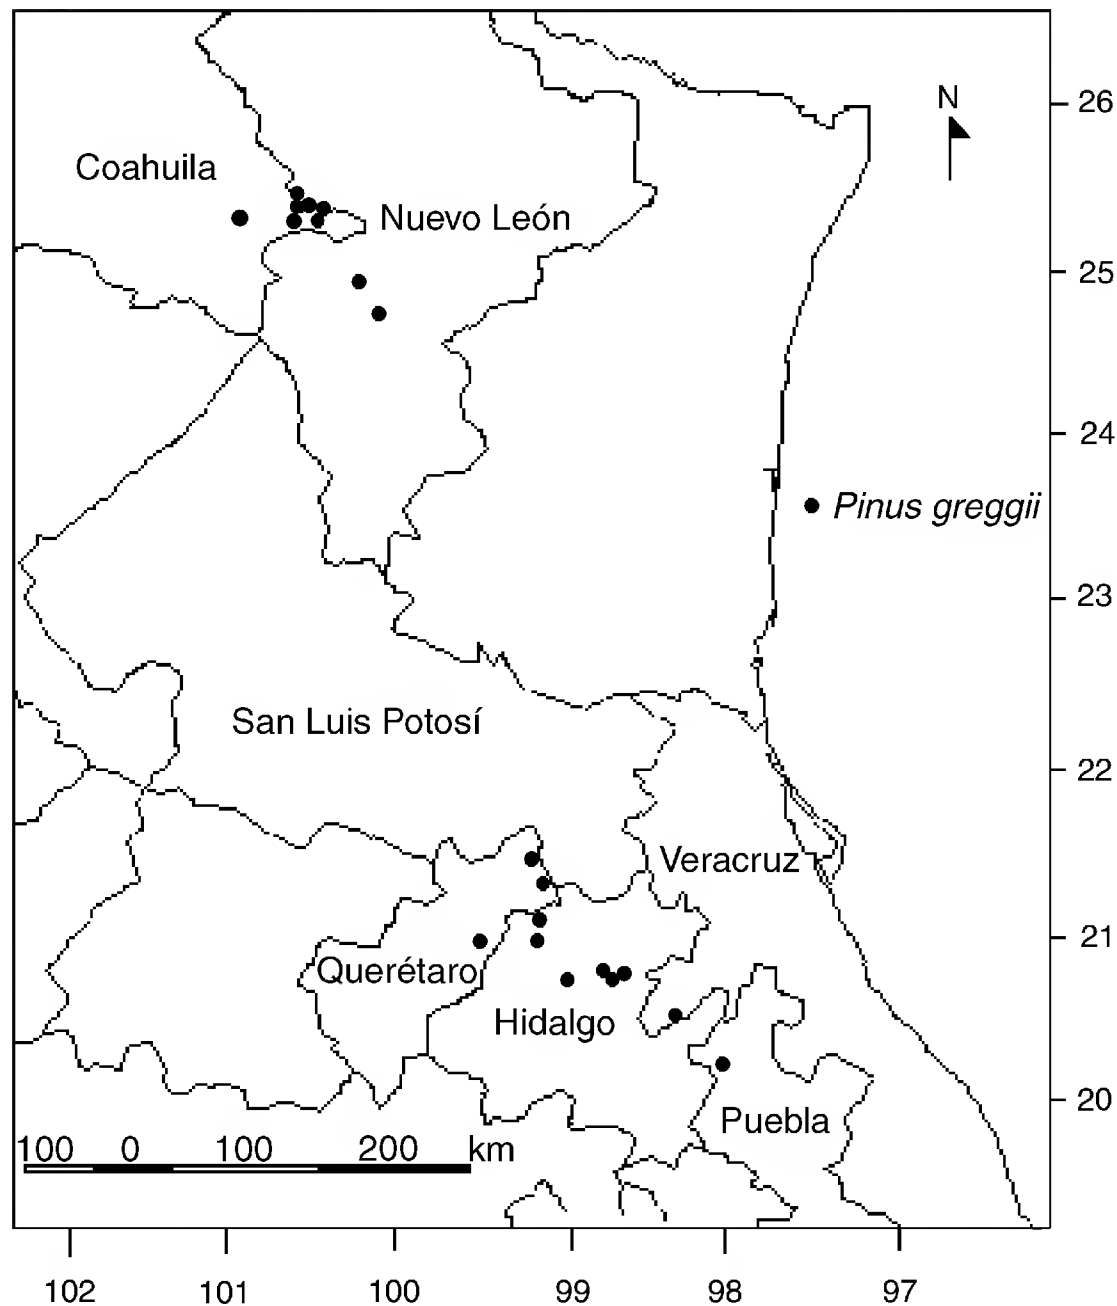 26
N
Coahuila
Nuevo León
25
24
Pinus greggii
23
San Luis Potosí
22
Veracruz
21
Querétaro
Hidalgo
20
Puebla
100 0 100 200 km
102 101 100 99 98 97